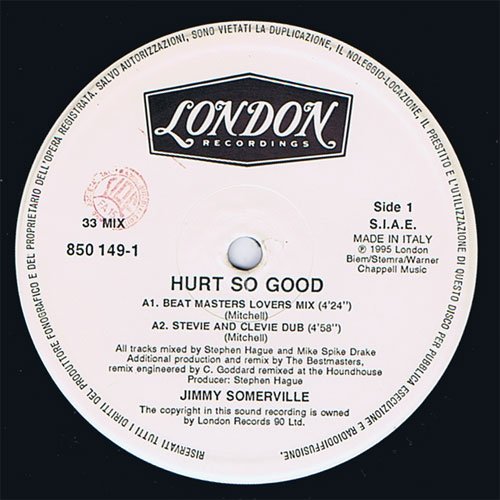 RISERVATI TUTTI I DIRITTI DEL PRODUTTORE FONOGRAFICO E DEL PROPRIETARIO DELL'OPERA REGISTRATA. SALVO AUTORIZZAZIONI, SONO VIETATI LA DUPLICAZIONE, IL NOLEGGIO-LOCAZIONE, IL PRESTITO E L'UTILIZZAZIONE DI QUESTO DISCO PER PUBBLICA ESECUZIONE E RADIODIFFUSIONE.
LONDON
RECORDINGS
33 MIX
850 149-1
Side 1
S.I.A.E.
MADE IN ITALY
℗ 1995 London
Biem/Stemra/Warner
Chappell Music
HURT SO GOOD
A1. BEAT MASTERS LOVERS MIX (4'24'')
(Mitchell)
A2. STEVIE AND CLEVIE DUB (4'58'')
(Mitchell)
All tracks mixed by Stephen Hague and Mike Spike Drake
Additional production and remix by The Bestmasters,
remix engineered by C. Goddard remixed at the Houndhouse
Producer: Stephen Hague
JIMMY SOMERVILLE
The copyright in this sound recording is owned
by London Records 90 Ltd.